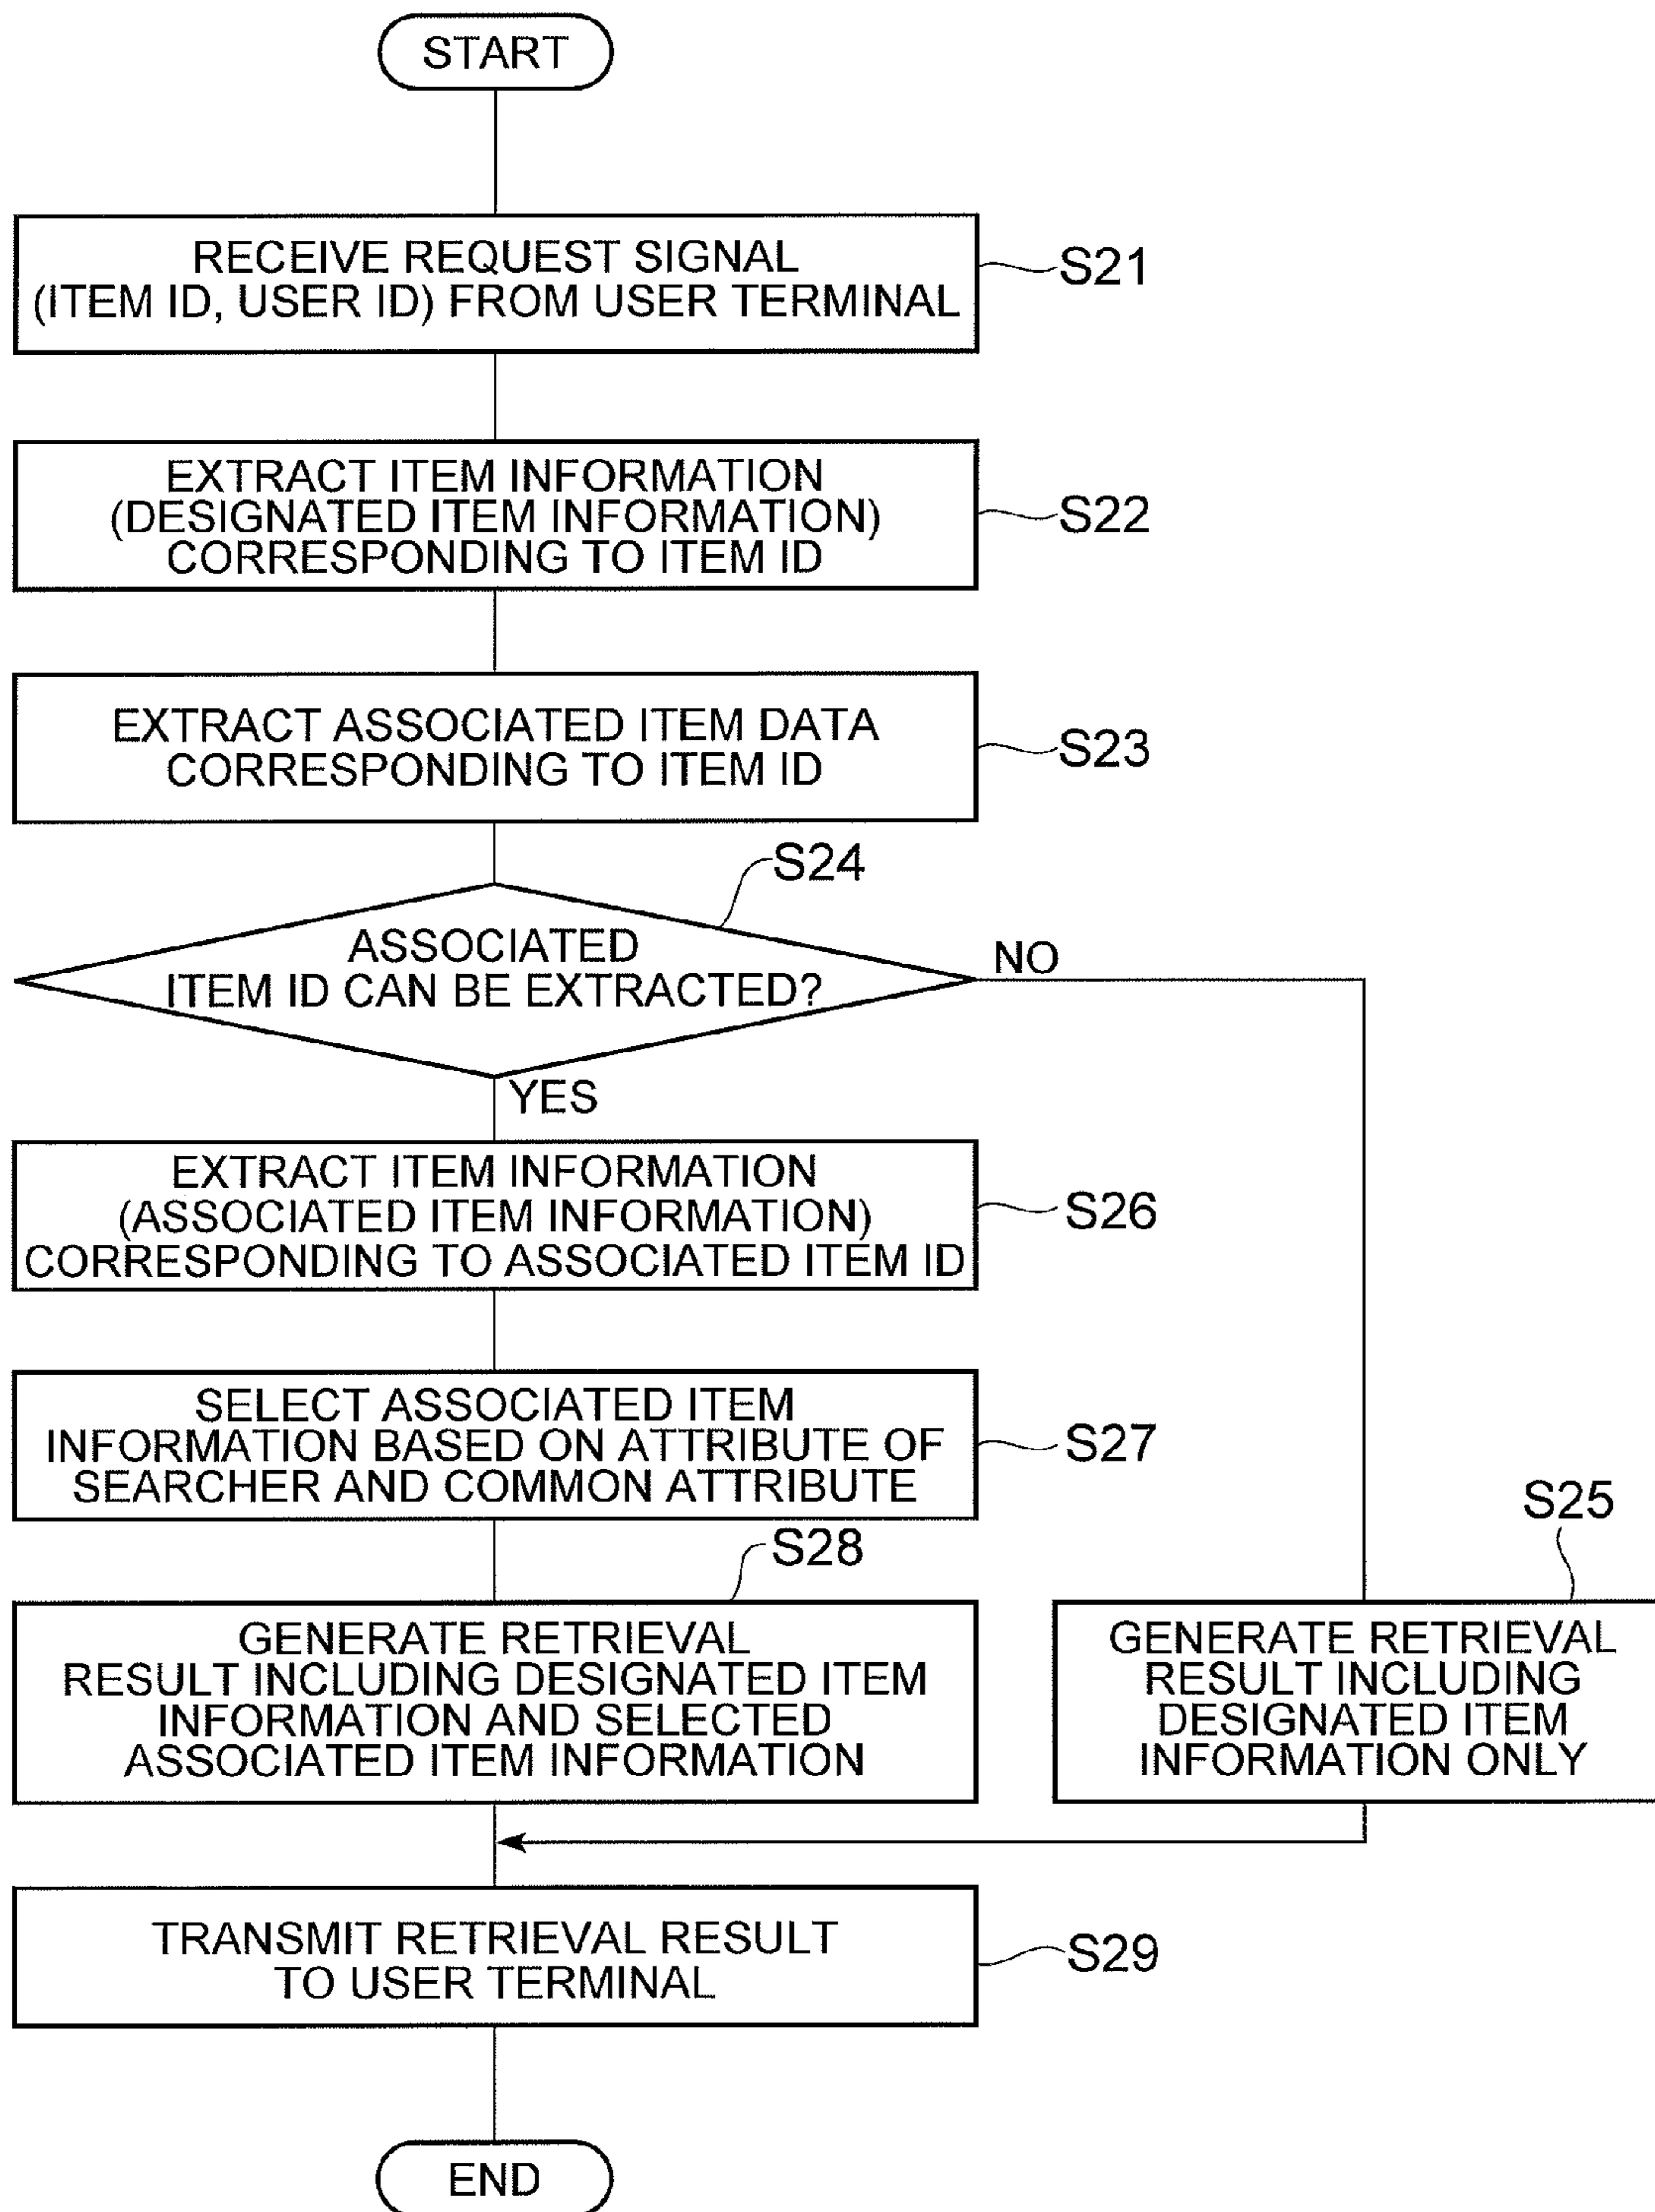 START
RECEIVE REQUEST SIGNAL
(ITEM ID, USER ID) FROM USER TERMINAL
S21
EXTRACT ITEM INFORMATION
(DESIGNATED ITEM INFORMATION)
CORRESPONDING TO ITEM ID
S22
EXTRACT ASSOCIATED ITEM DATA
CORRESPONDING TO ITEM ID
S23
S24
ASSOCIATED
ITEM ID CAN BE EXTRACTED?
NO
YES
EXTRACT ITEM INFORMATION
(ASSOCIATED ITEM INFORMATION)
CORRESPONDING TO ASSOCIATED ITEM ID
S26
SELECT ASSOCIATED ITEM
INFORMATION BASED ON ATTRIBUTE OF
SEARCHER AND COMMON ATTRIBUTE
S27
S28
GENERATE RETRIEVAL
RESULT INCLUDING DESIGNATED ITEM
INFORMATION AND SELECTED
ASSOCIATED ITEM INFORMATION
S25
GENERATE RETRIEVAL
RESULT INCLUDING
DESIGNATED ITEM
INFORMATION ONLY
TRANSMIT RETRIEVAL RESULT
TO USER TERMINAL
S29
END